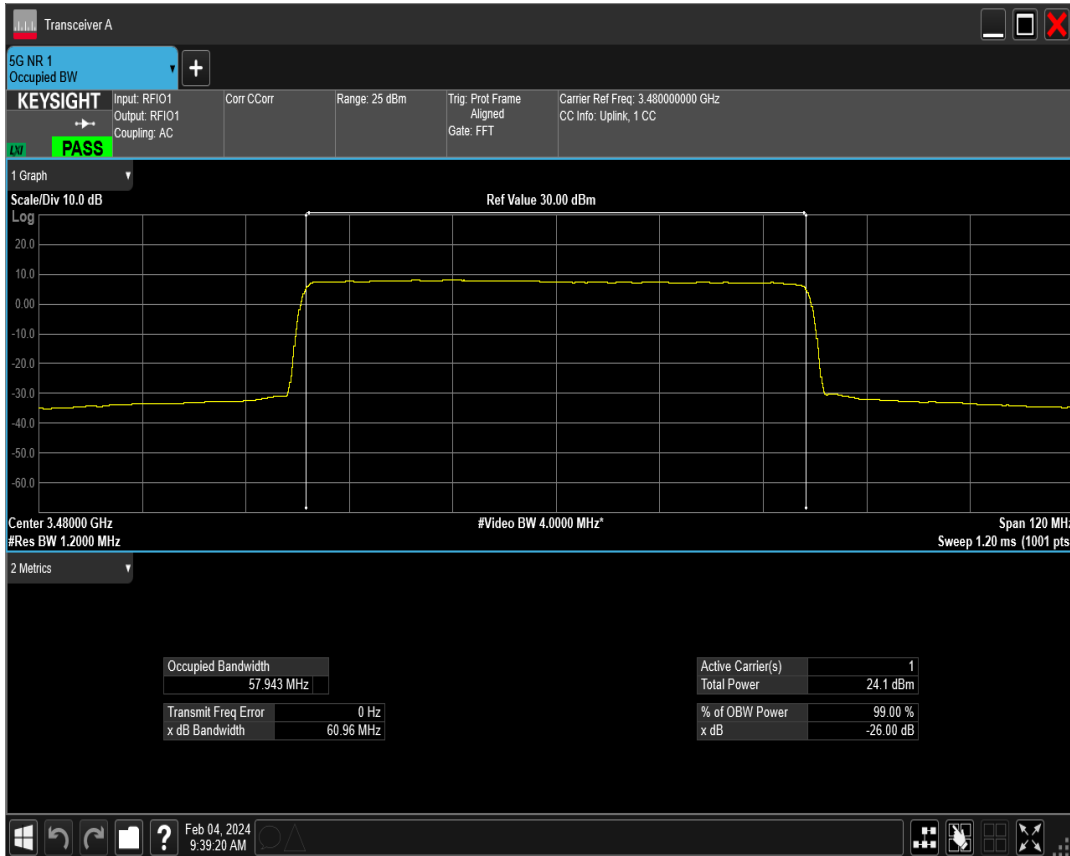 Transceiver A
5G NR 1
Occupied BW
KEYSIGHT
LXI
PASS
Input: RFIO1
Output: RFIO1
Coupling: AC
Corr CCorr
Range: 25 dBm
Trig: Prot Frame
Aligned
Gate: FFT
Carrier Ref Freq: 3.480000000 GHz
CC Info: Uplink, 1 CC
1 Graph
Scale/Div 10.0 dB
Ref Value 30.00 dBm
Log
20.0
10.0
0.00
-10.0
-20.0
-30.0
-40.0
-50.0
-60.0
Center 3.48000 GHz
#Video BW 4.0000 MHz*
Span 120 MHz
#Res BW 1.2000 MHz
Sweep 1.20 ms (1001 pts
2 Metrics
Occupied Bandwidth
57.943 MHz
Transmit Freq Error 0 Hz
x dB Bandwidth 60.96 MHz
Active Carrier(s) 1
Total Power 24.1 dBm
% of OBW Power 99.00 %
x dB -26.00 dB
?
Feb 04, 2024
9:39:20 AM